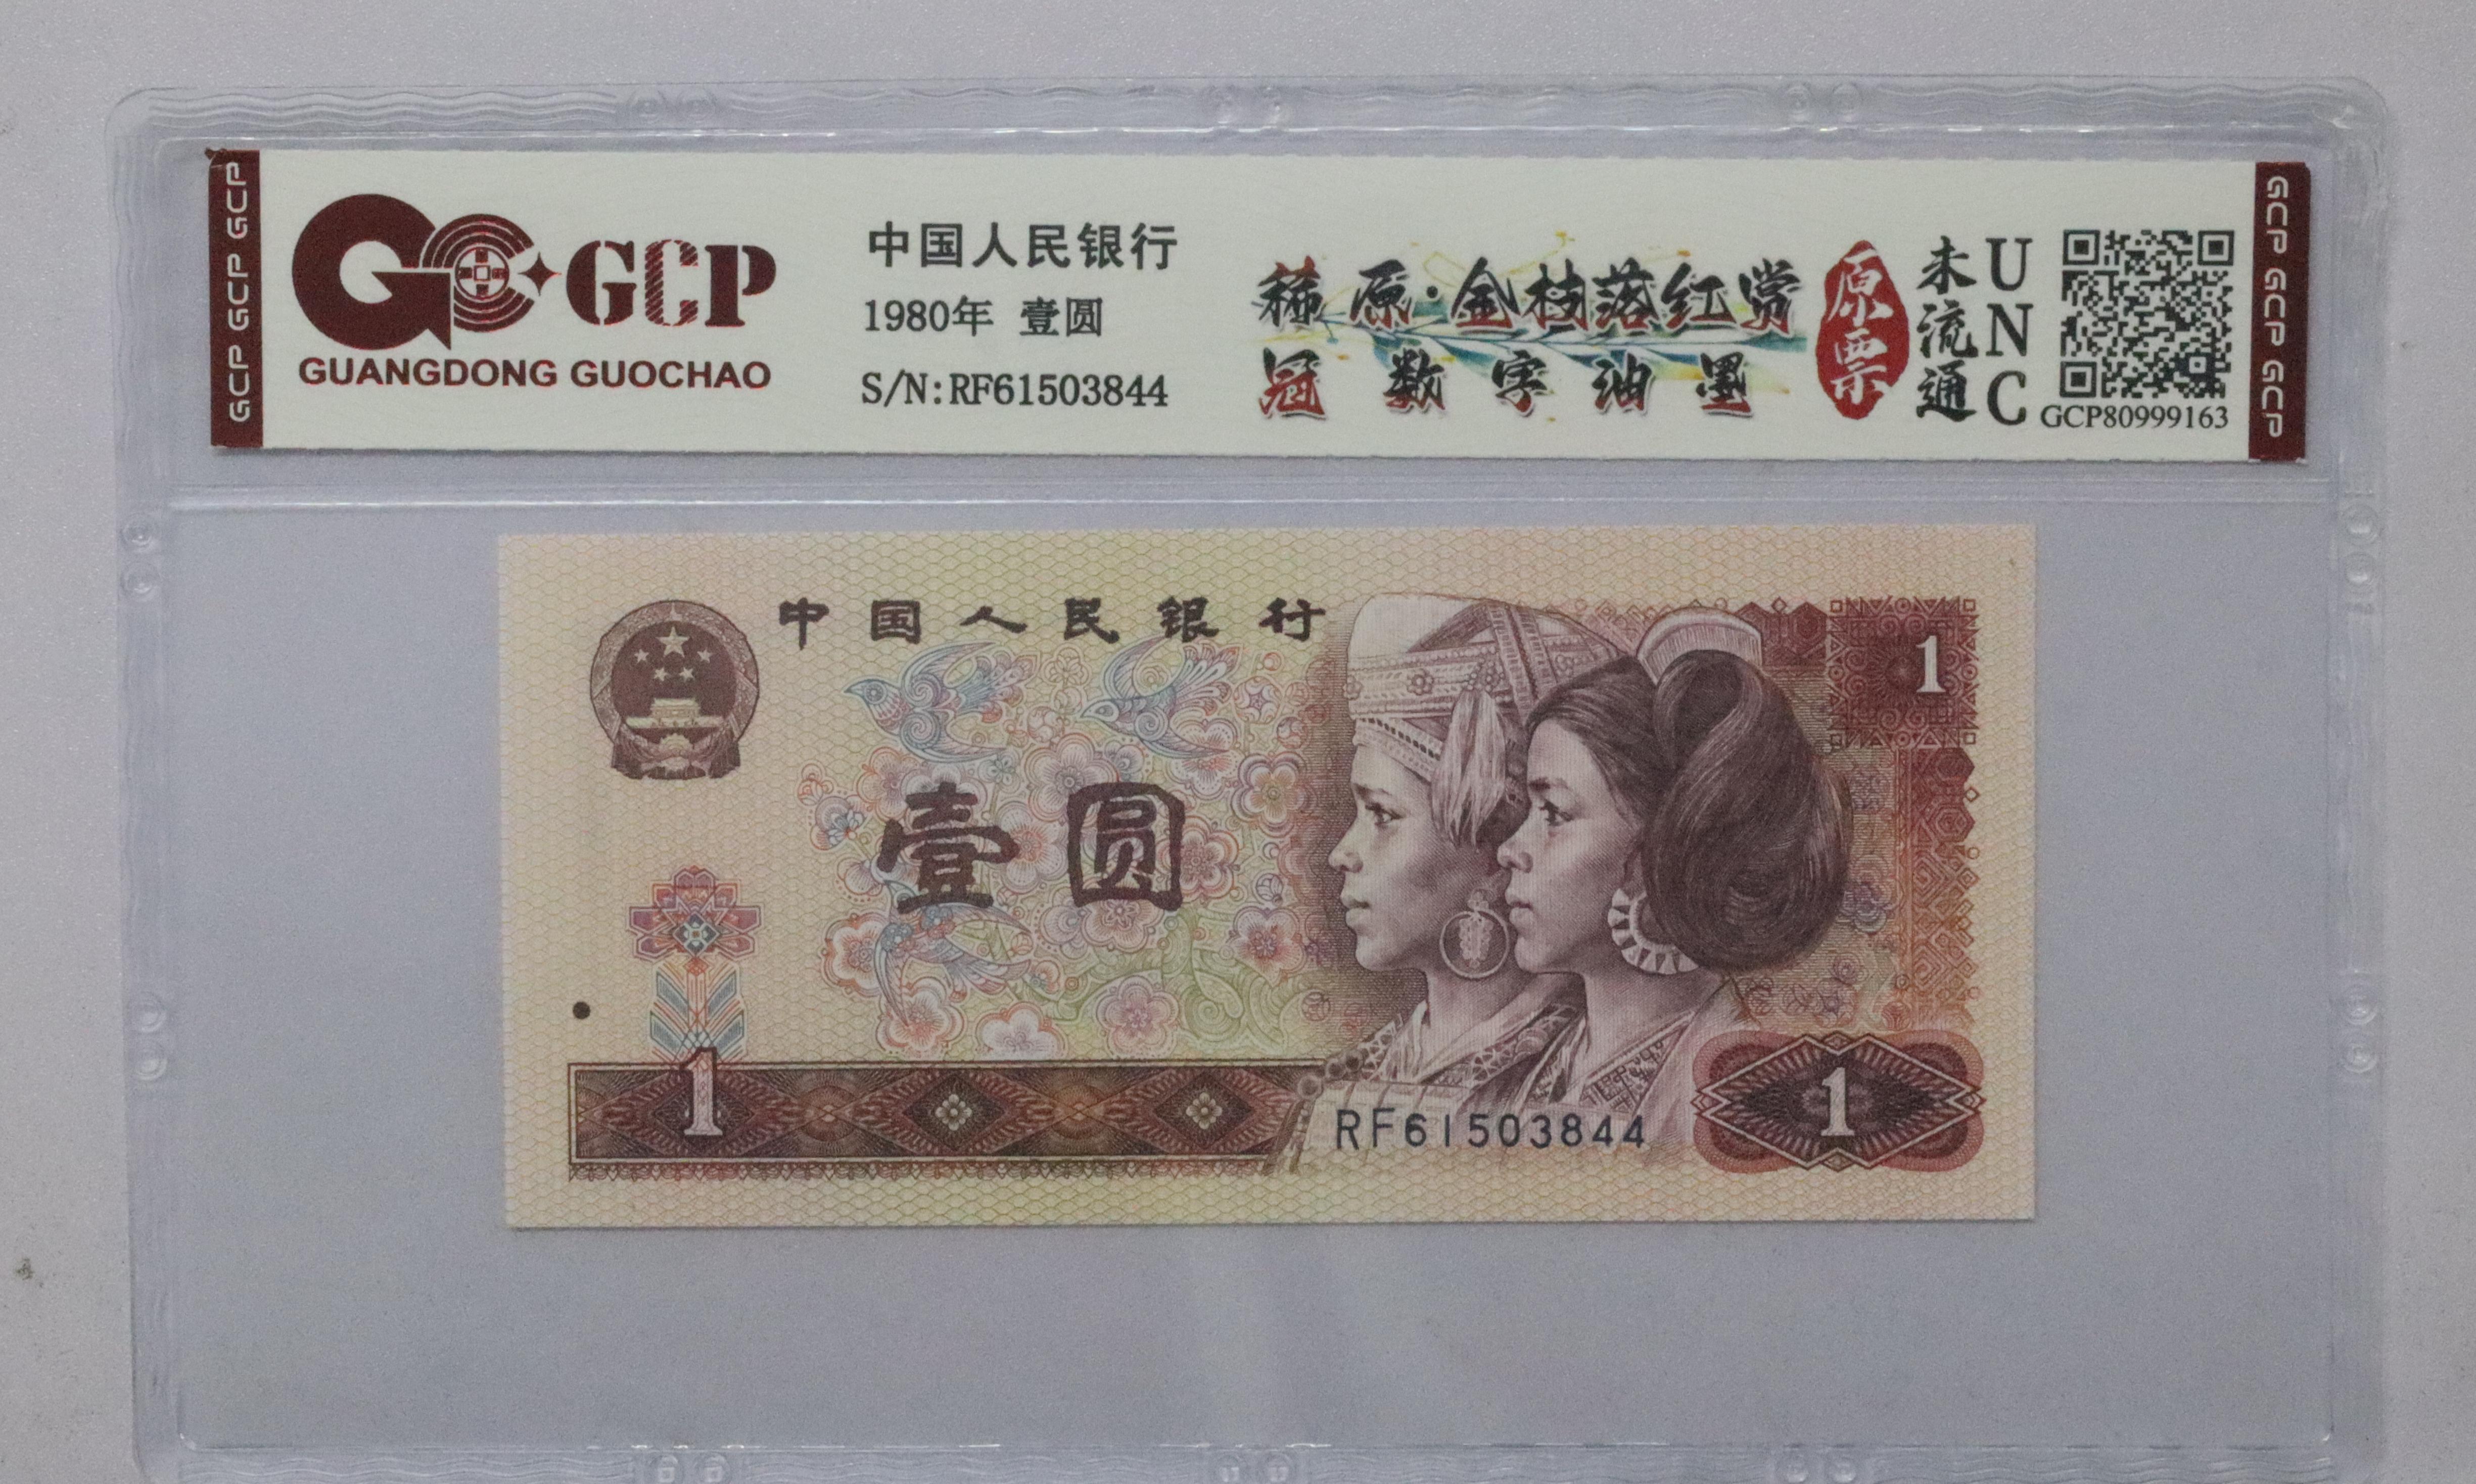 GCP GCP GCP
GCP
GUANGDONG GUOCHAO
中国人民银行
1980年 壹圆
S/N:RF61503844
稀原·金枝落红赏
冠数字油墨
原票
未流通
UNC
GCP80999163
GCP GCP GCP
中国人民银行
1
壹圆
1
RF61503844
1